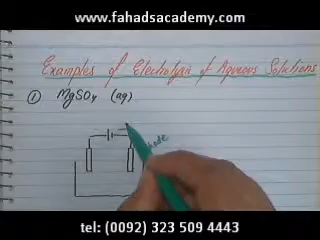 www.fahadsacademy.com
Examples of Electrolysis of Aqueous Solutions
① MgSO4 (aq)
tel: (0092) 323 509 4443